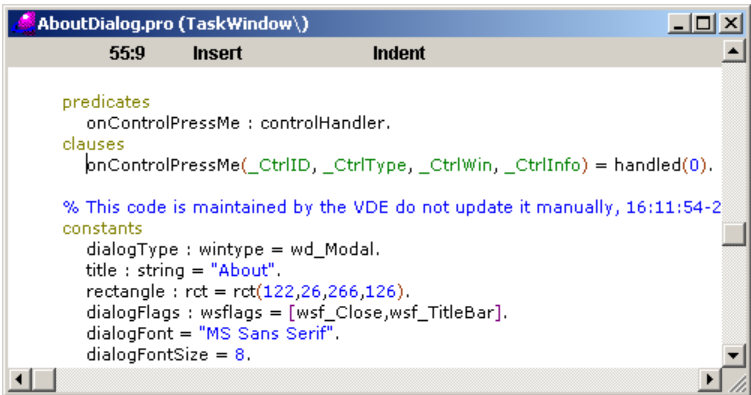 AboutDialog.pro (TaskWindow\)
55:9 Insert Indent
predicates
onControlPressMe : controlHandler.
clauses
onControlPressMe(_CtrlID, _CtrlType, _CtrlWin, _CtrlInfo) = handled(0).
% This code is maintained by the VDE do not update it manually, 16:11:54-2
constants
dialogType : wintype = wd_Modal.
title : string = "About".
rectangle : rct = rct(122,26,266,126).
dialogFlags : wsflags = [wsf_Close,wsf_TitleBar].
dialogFont = "MS Sans Serif".
dialogFontSize = 8.